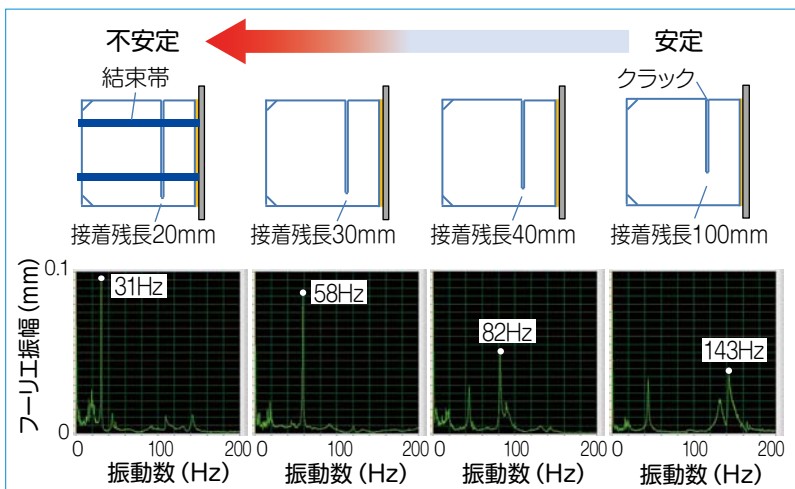 不安定
安定
結束帯
クラック
接着残長20mm
接着残長30mm
接着残長40mm
接着残長100mm
フーリエ振幅(mm)
0.1
0
31Hz
58Hz
82Hz
143Hz
0 100 200
0 100 200
0 100 200
0 100 200
振動数(Hz)
振動数(Hz)
振動数(Hz)
振動数(Hz)